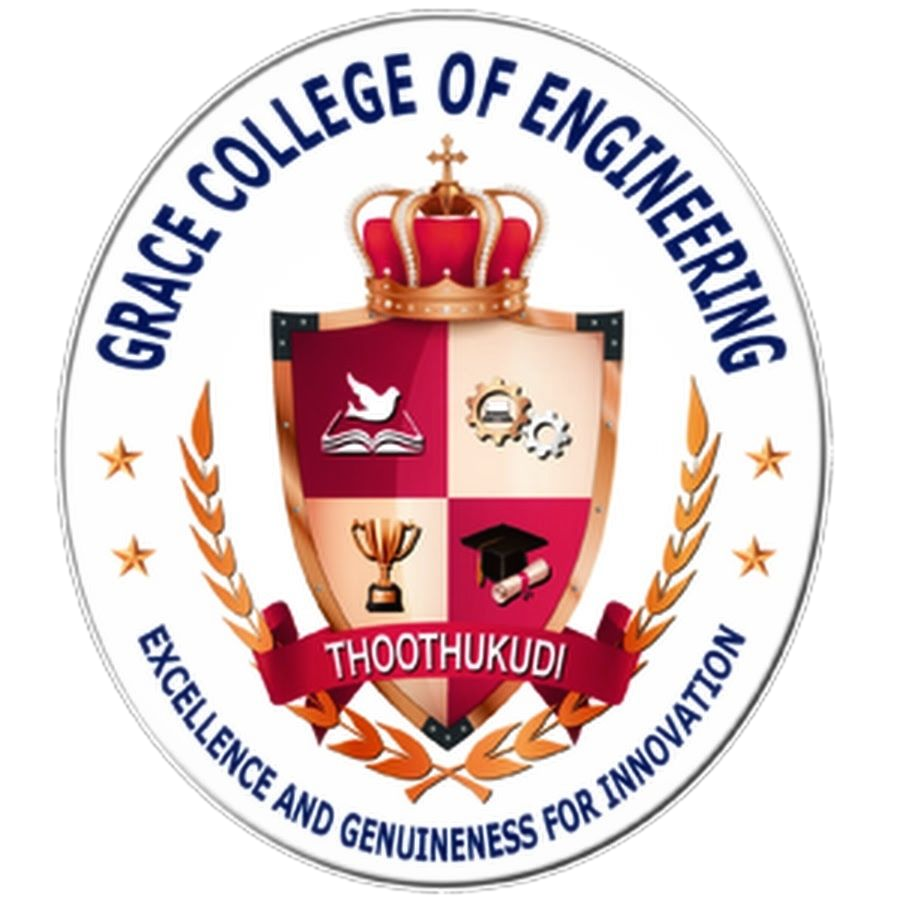 GRACE COLLEGE OF ENGINEERING
THOOTHUKUDI
EXCELLENCE AND GENUINENESS FOR INNOVATION